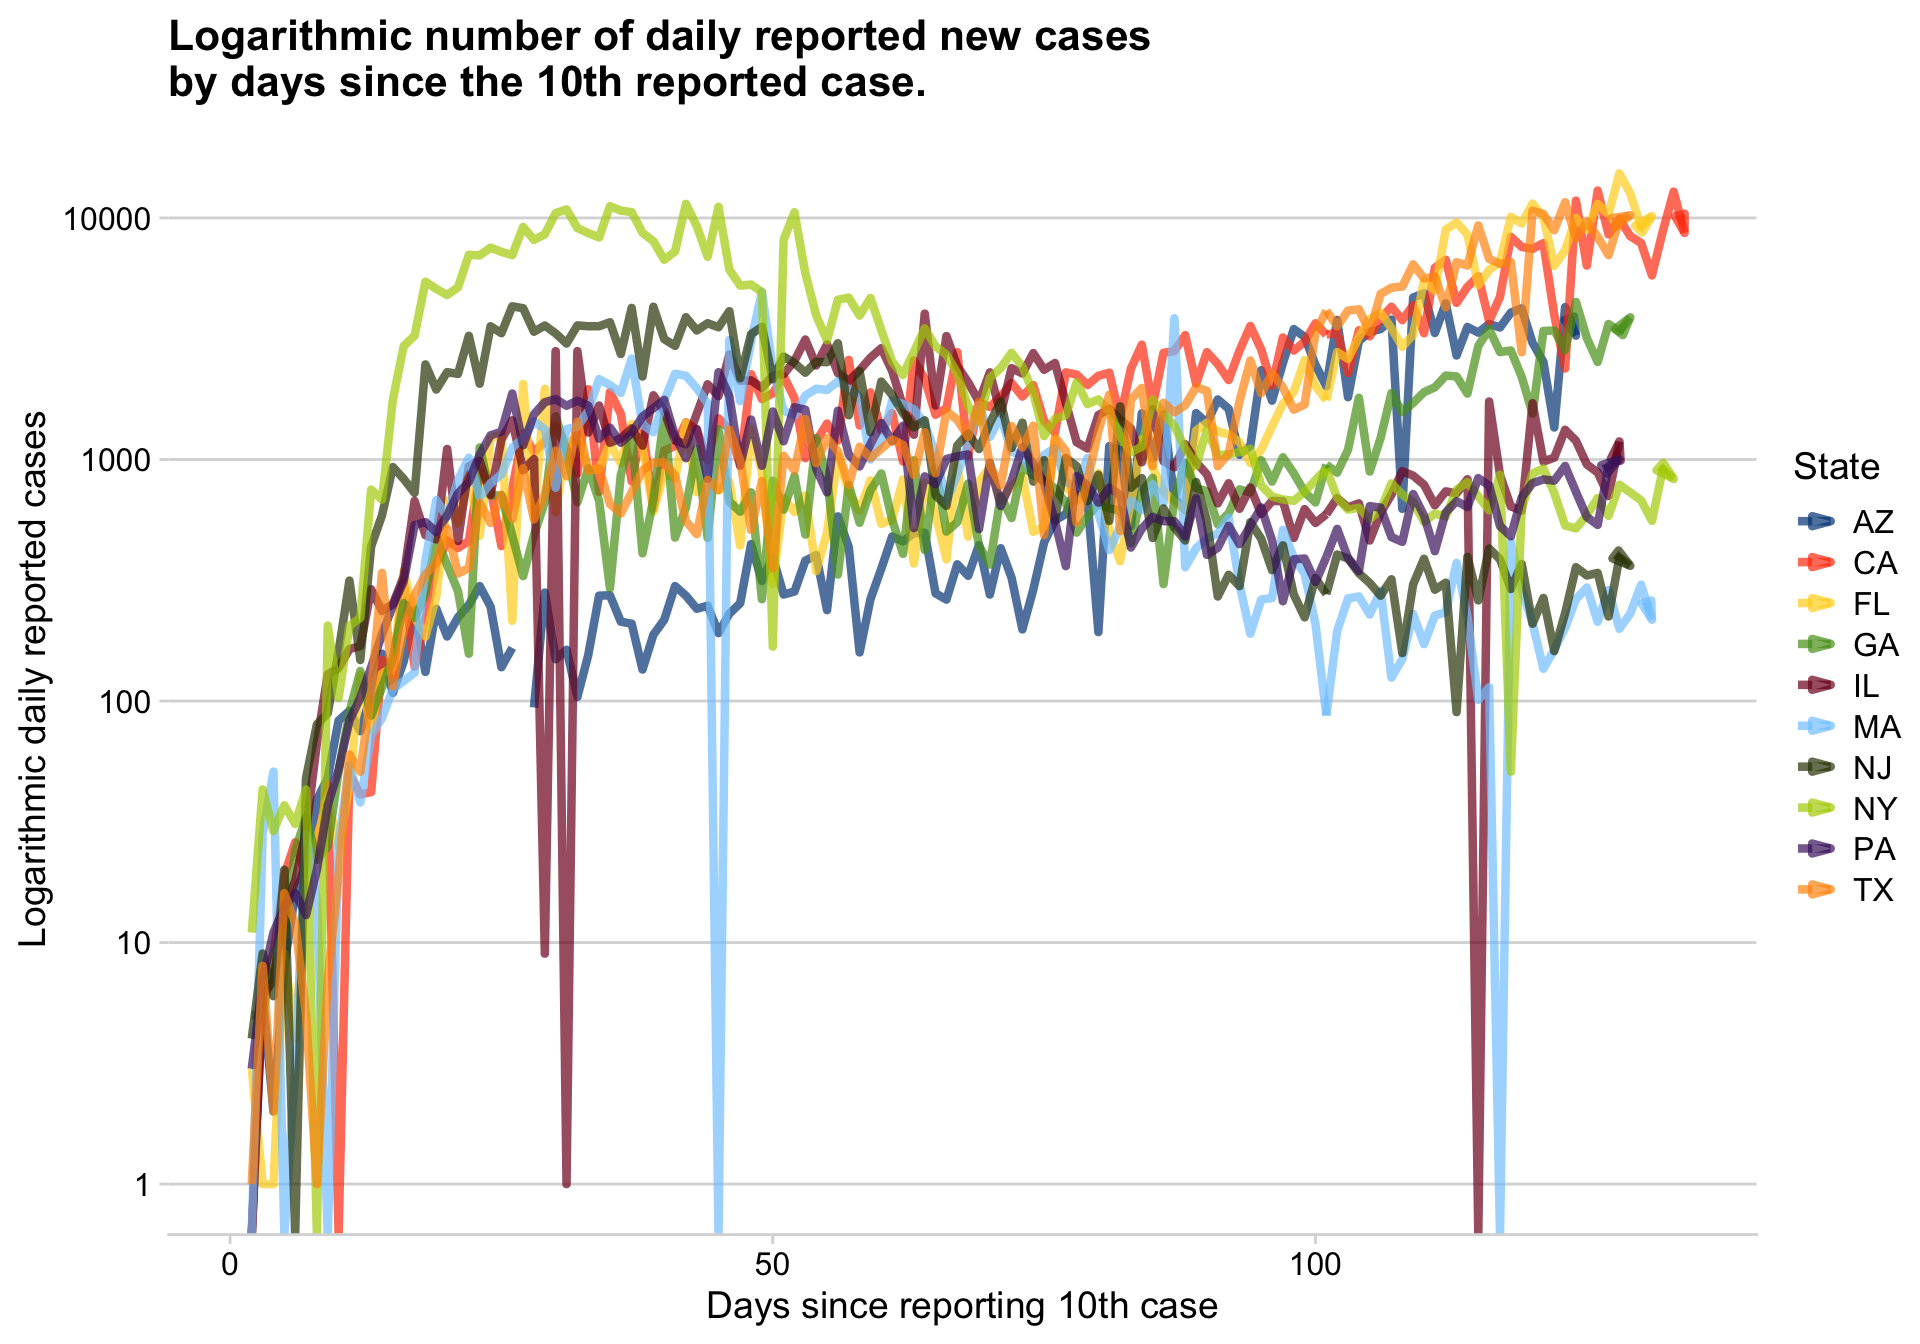 Logarithmic number of daily reported new cases
by days since the 10th reported case.
Logarithmic daily reported cases
10000
1000
100
10
1
0
50
100
Days since reporting 10th case
State
AZ
CA
FL
GA
IL
MA
NJ
NY
PA
TX